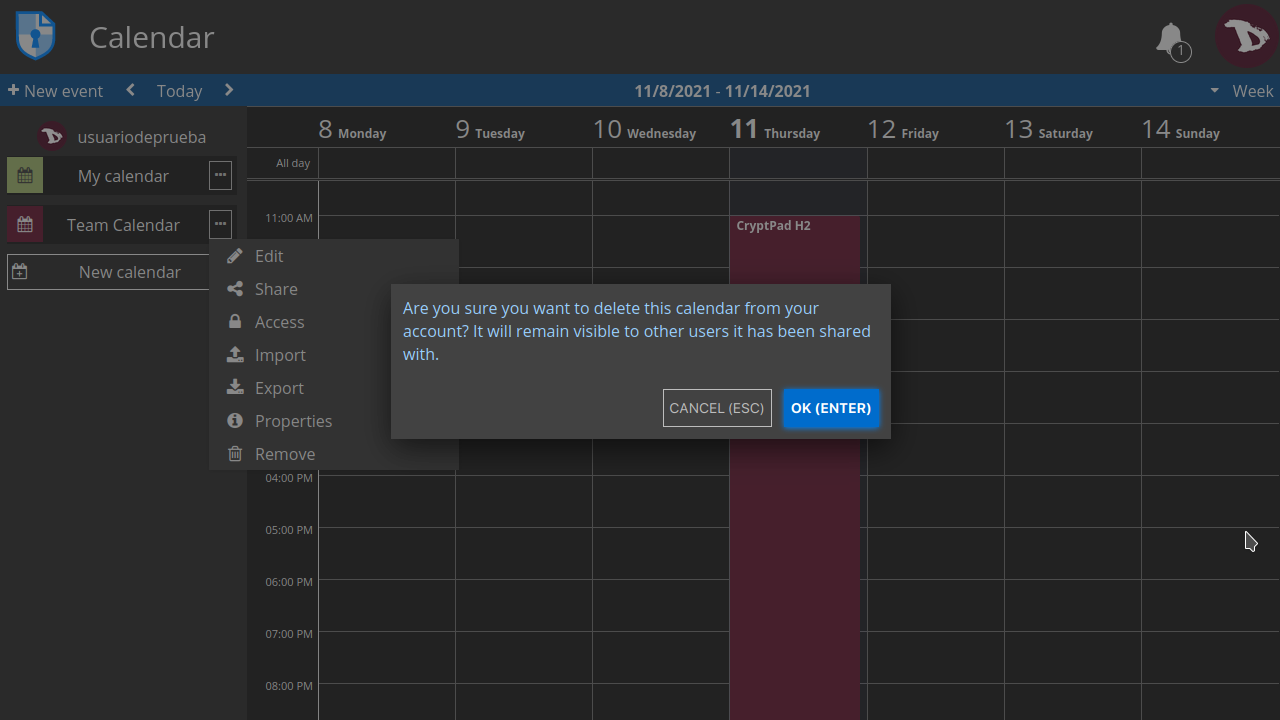 Calendar
1
New event
Today
11/8/2021 - 11/14/2021
Week
usuariodeprueba
My calendar
Team Calendar
New calendar
8 Monday
9 Tuesday
10 Wednesday
11 Thursday
12 Friday
13 Saturday
14 Sunday
All day
11:00 AM
CryptPad H2
Edit
Share
Access
Import
Export
Properties
Remove
Are you sure you want to delete this calendar from your
account? It will remain visible to other users it has been shared
with.
CANCEL (ESC)
OK (ENTER)
04:00 PM
05:00 PM
06:00 PM
07:00 PM
08:00 PM